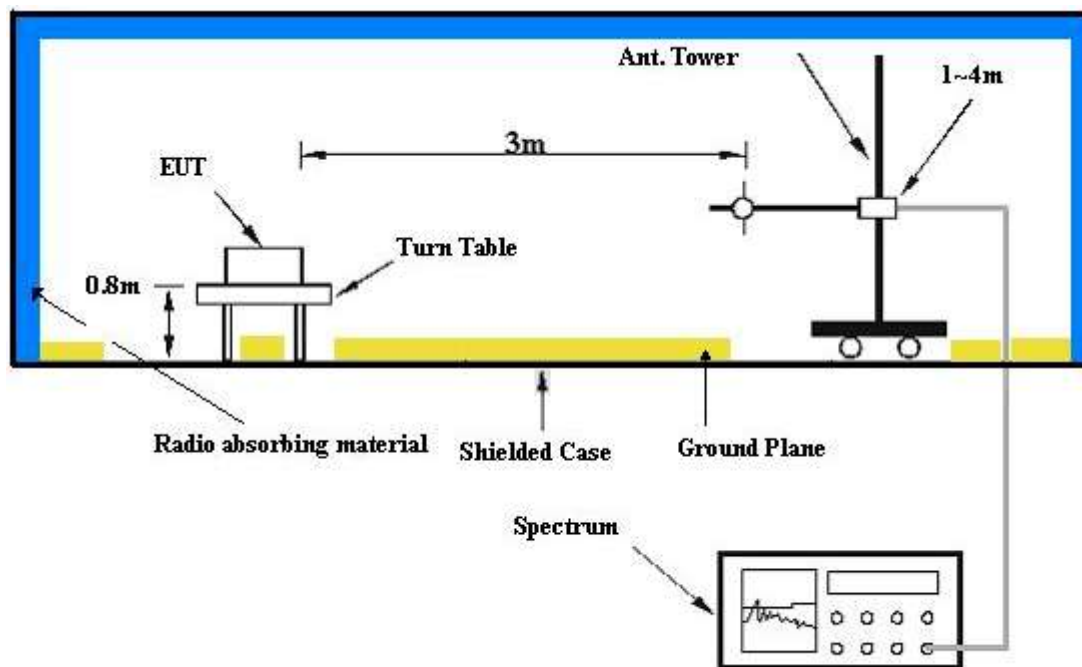 Ant. Tower
1~4m
3m
EUT
Turn Table
0.8m
Radio absorbing material
Shielded Case
Ground Plane
Spectrum